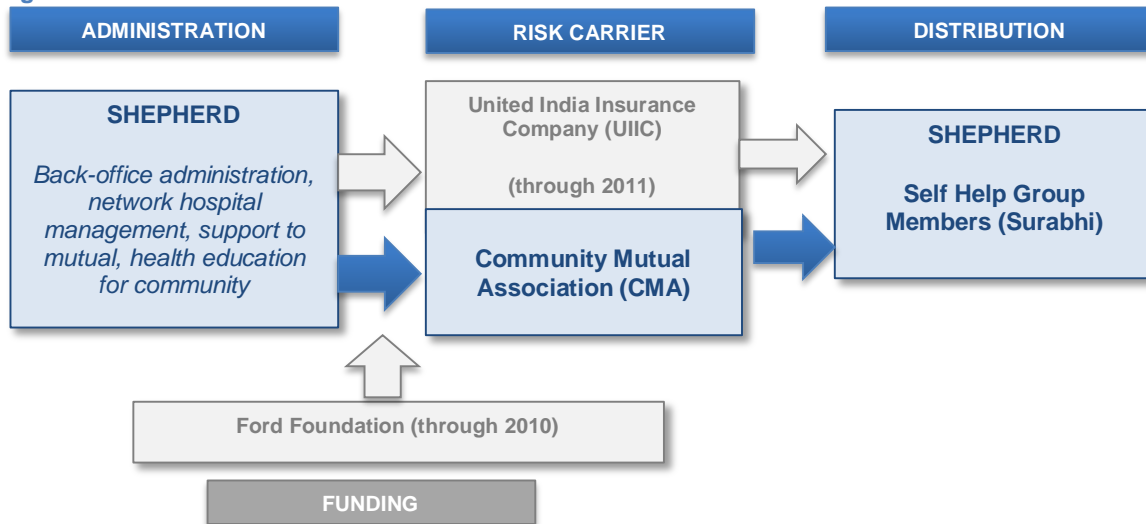 ADMINISTRATION
RISK CARRIER
DISTRIBUTION
SHEPHERD
Back-office administration,
network hospital
management, support to
mutual, health education
for community
United India Insurance
Company (UIIC)
(through 2011)
Community Mutual
Association (CMA)
SHEPHERD
Self Help Group
Members (Surabhi)
Ford Foundation (through 2010)
FUNDING